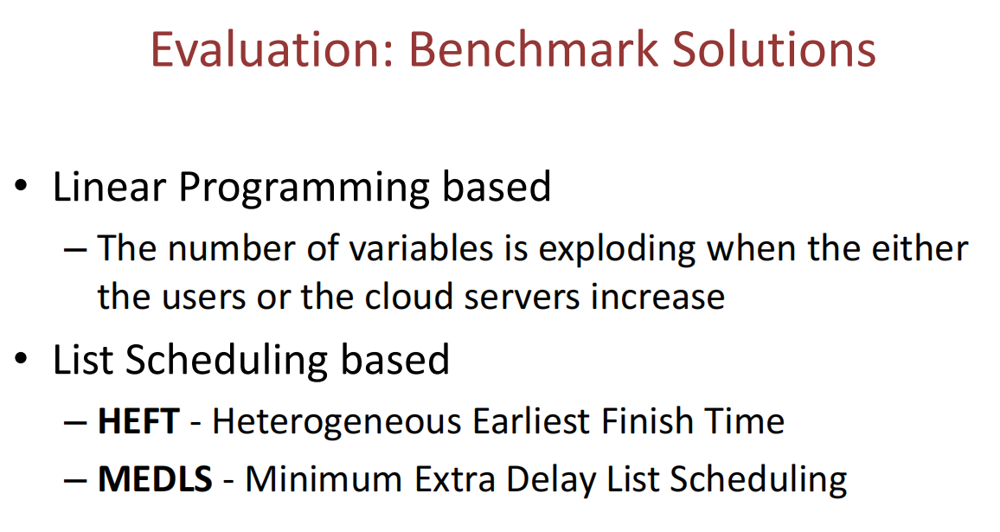 Evaluation: Benchmark Solutions
• Linear Programming based
– The number of variables is exploding when the either
the users or the cloud servers increase
• List Scheduling based
– HEFT - Heterogeneous Earliest Finish Time
– MEDLS - Minimum Extra Delay List Scheduling